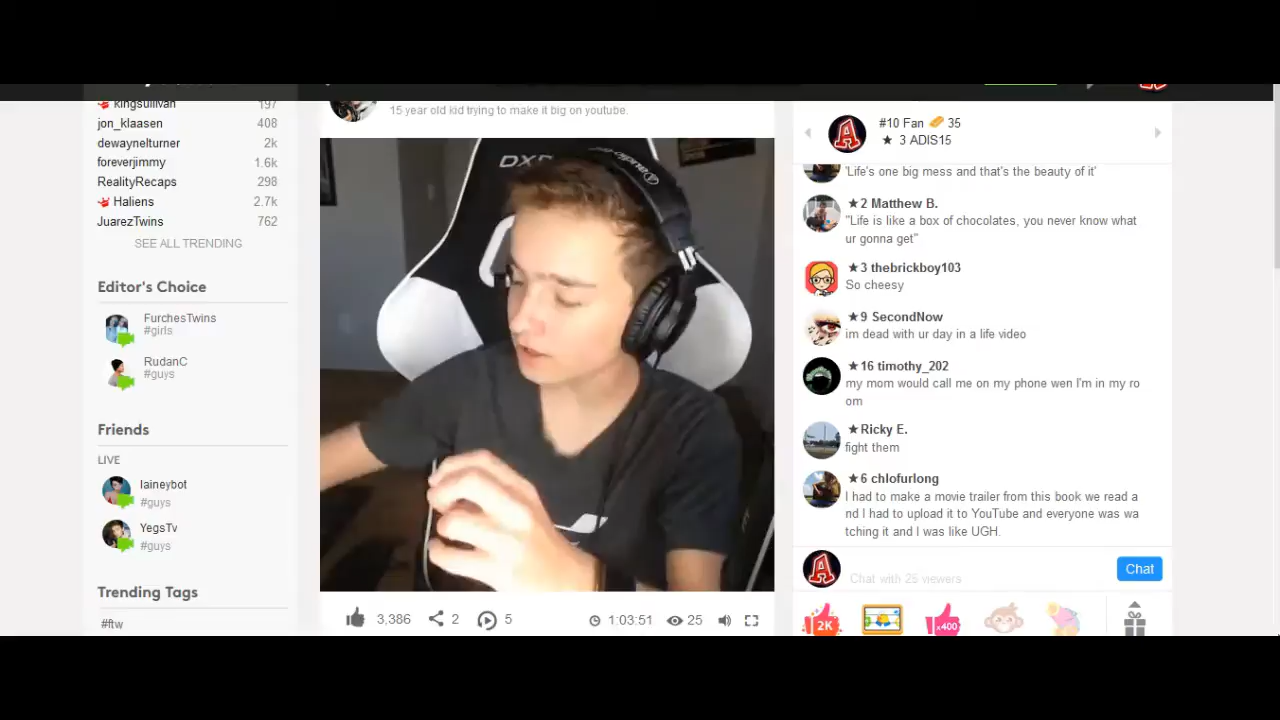 kingsullivan 197
jon_klaasen 408
dewaynelturner 2k
foreverjimmy 1.6k
RealityRecaps 298
Haliens 2.7k
JuarezTwins 762
SEE ALL TRENDING
Editor's Choice
FurchesTwins
#girls
RudanC
#guys
Friends
LIVE
laineybot
#guys
YegsTv
#guys
Trending Tags
#ftw
15 year old kid trying to make it big on youtube.
DXR
audio-te
3,386 2 5 1:03:51 25
#10 Fan 35
★ 3 ADIS15
'Life's one big mess and that's the beauty of it'
★2 Matthew B.
"Life is like a box of chocolates, you never know what
ur gonna get"
★3 thebrickboy103
So cheesy
★9 SecondNow
im dead with ur day in a life video
★16 timothy_202
my mom would call me on my phone wen I'm in my ro
om
★Ricky E.
fight them
★6 chlofurlong
I had to make a movie trailer from this book we read a
nd I had to upload it to YouTube and everyone was wa
tching it and I was like UGH.
Chat with 25 viewers
Chat
2K
x400